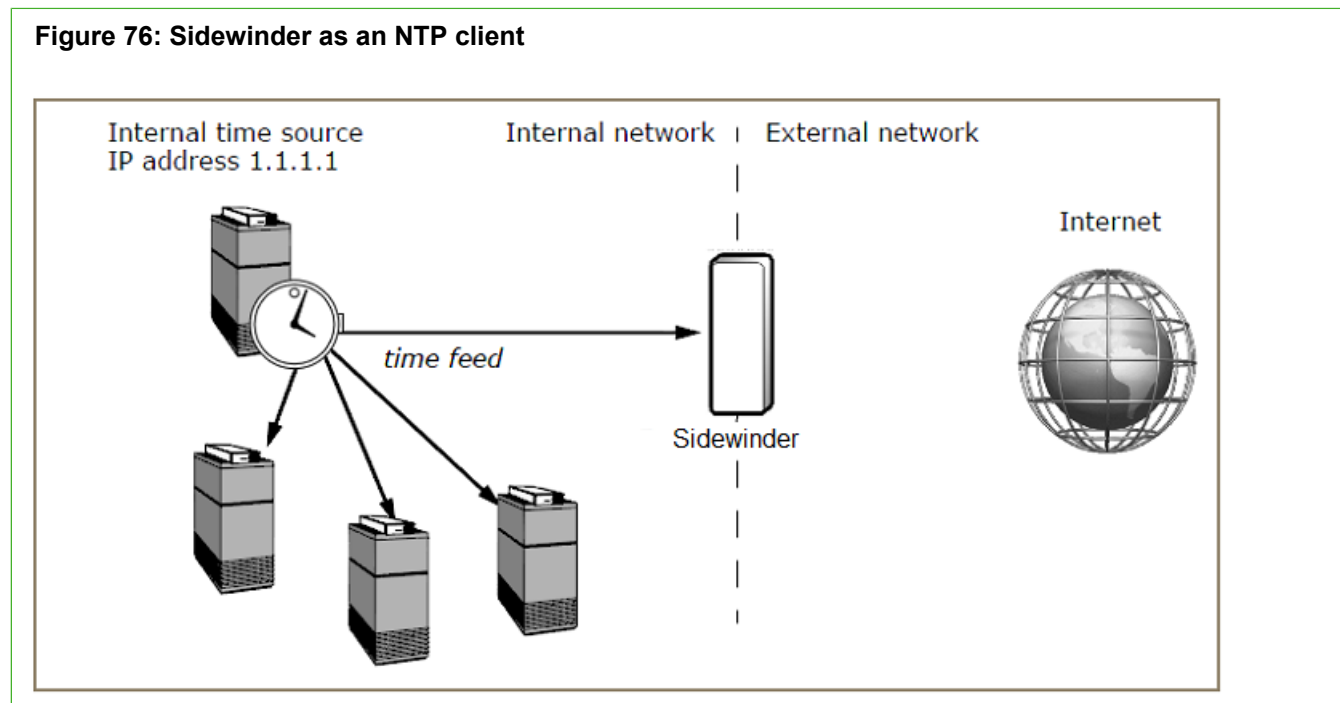 Figure 76: Sidewinder as an NTP client
Internal time source
IP address 1.1.1.1
Internal network
External network
Internet
time feed
Sidewinder